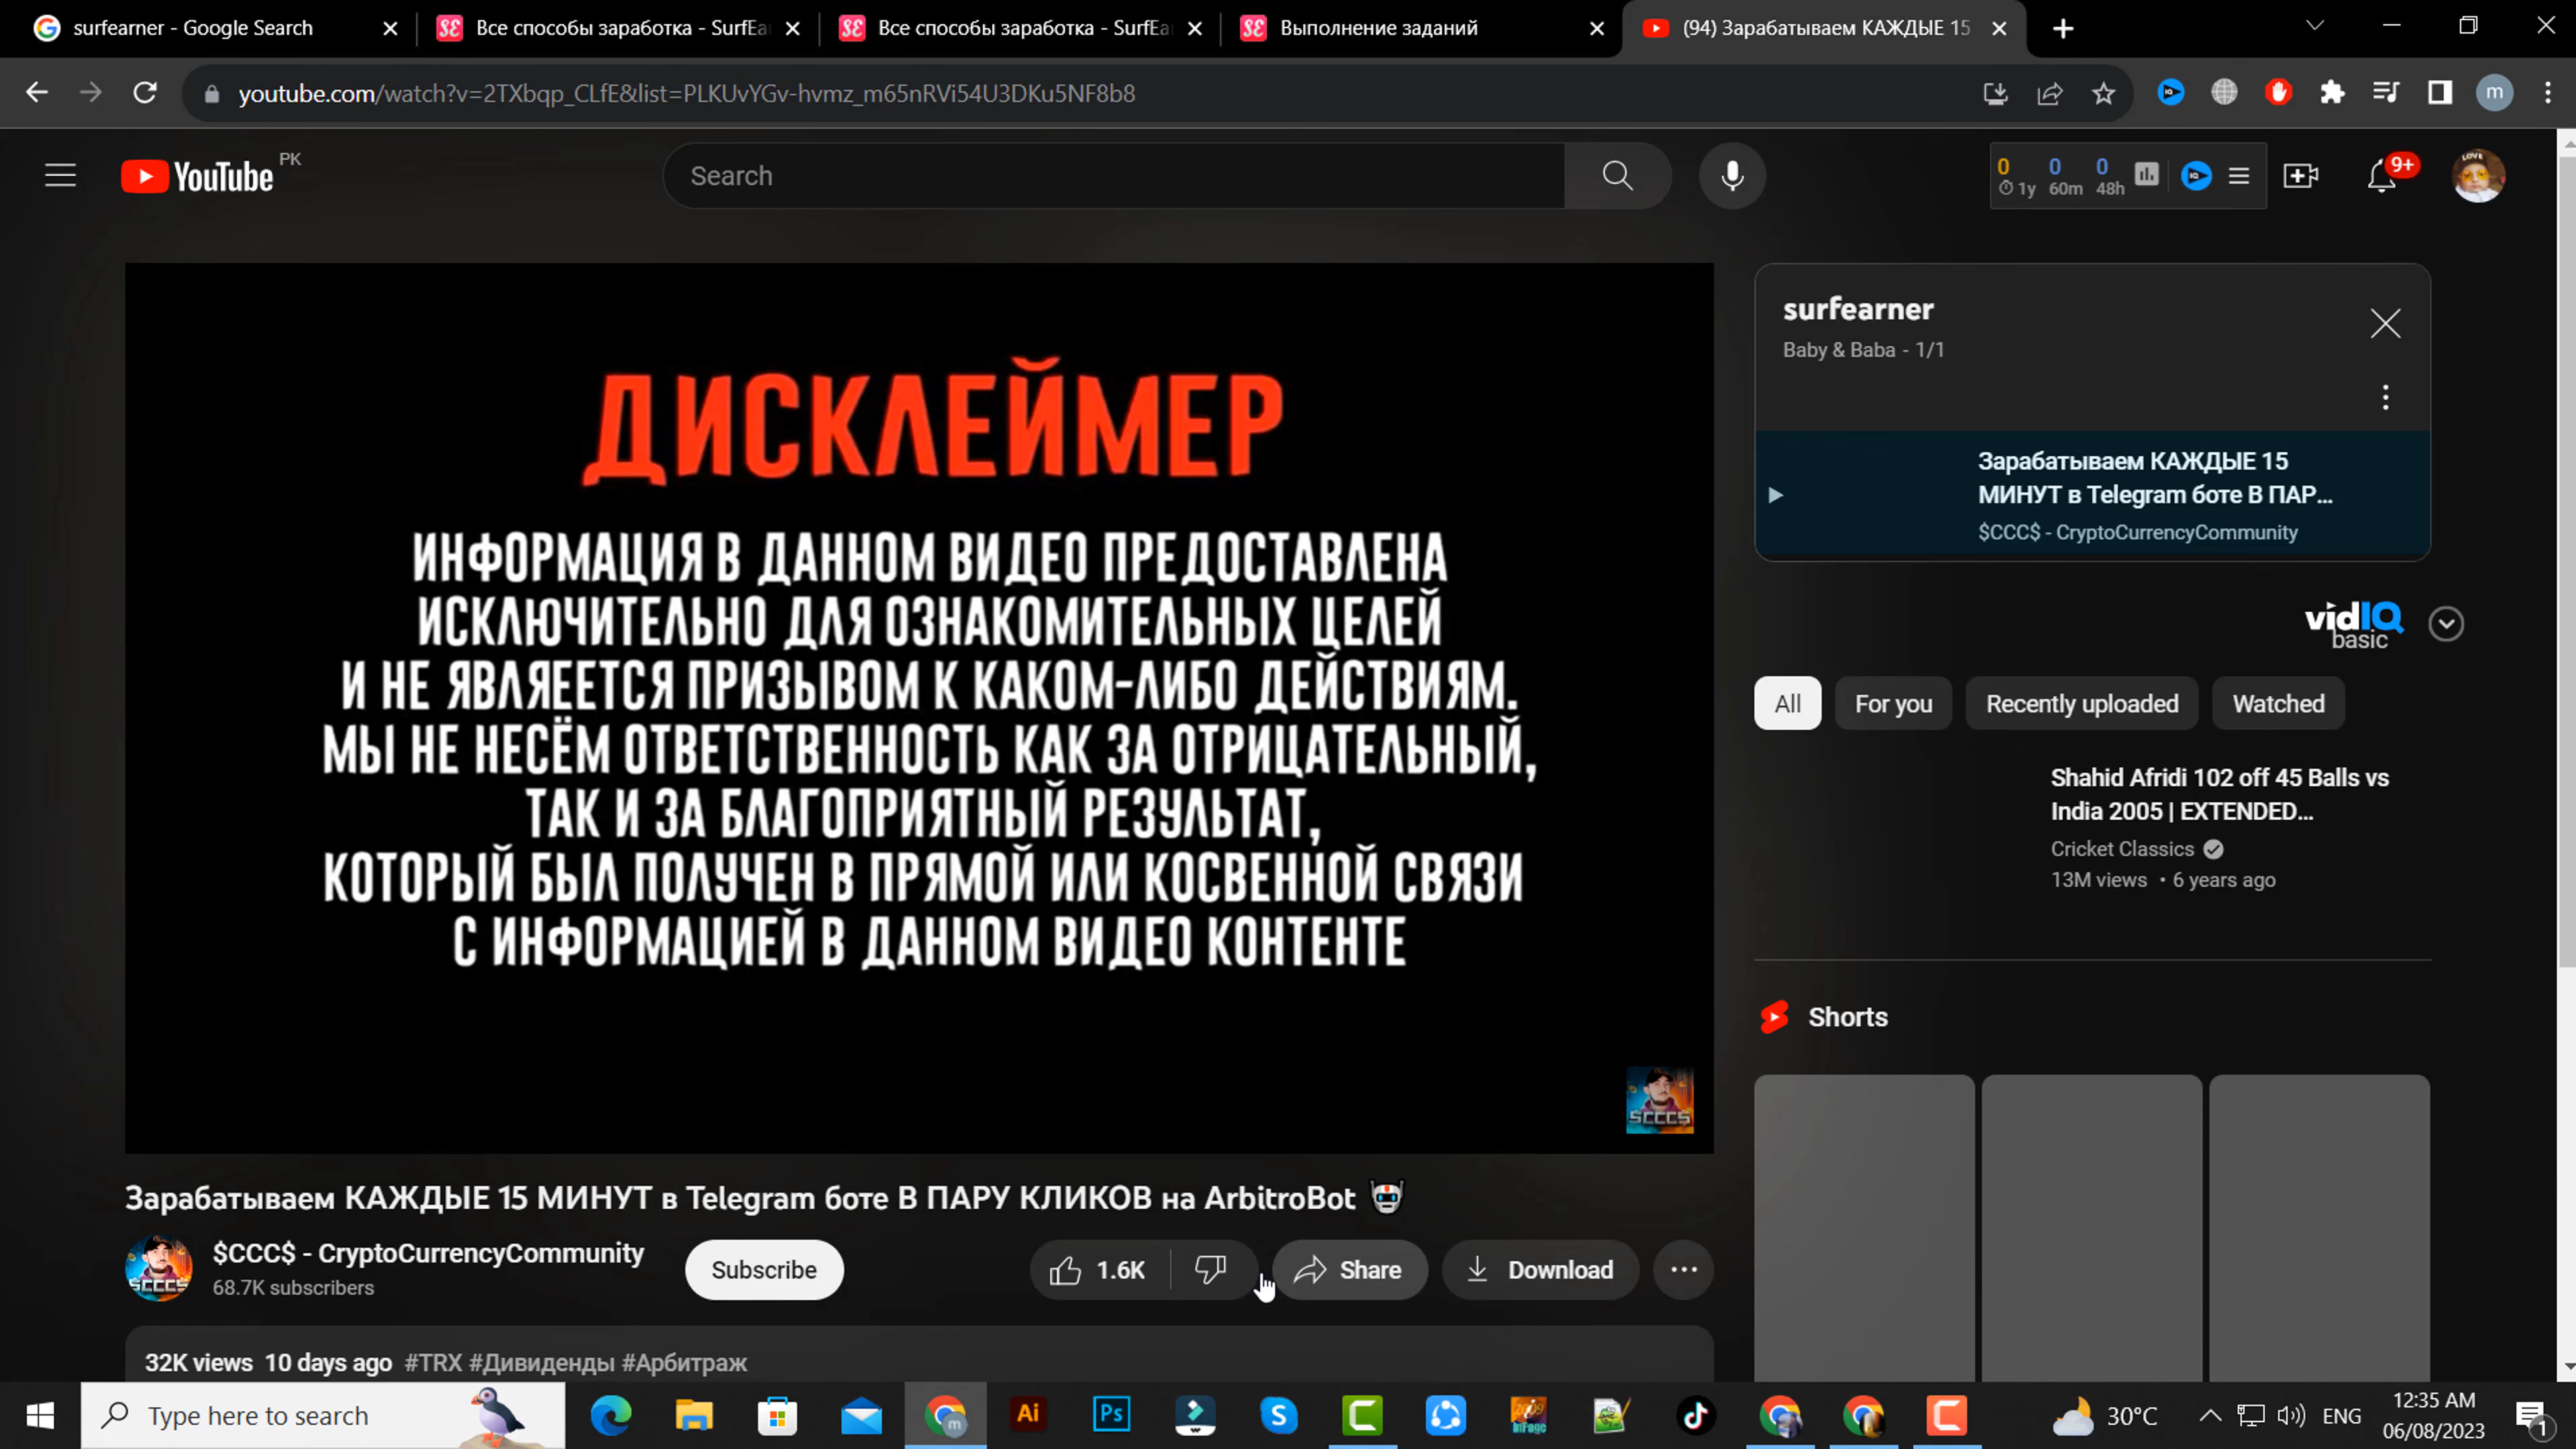 surfearner - Google Search
Все способы заработка - SurfEar
Все способы заработка - SurfEar
Выполнение заданий
(94) Зарабатываем КАЖДЫЕ 15
youtube.com/watch?v=2TXbqp_CLfE&list=PLKUvYGv-hvmz_m65nRVi54U3DKu5NF8b8
m
YouTube PK
Search
0 0 0
1y 60m 48h
9+
ДИСКЛЕЙМЕР
ИНФОРМАЦИЯ В ДАННОМ ВИДЕО ПРЕДОСТАВЛЕНА
ИСКЛЮЧИТЕЛЬНО ДЛЯ ОЗНАКОМИТЕЛЬНЫХ ЦЕЛЕЙ
И НЕ ЯВЛЯЕЕТСЯ ПРИЗЫВОМ К КАКОМ-ЛИБО ДЕЙСТВИЯМ.
МЫ НЕ НЕСЁМ ОТВЕТСТВЕННОСТЬ КАК ЗА ОТРИЦАТЕЛЬНЫЙ,
ТАК И ЗА БЛАГОПРИЯТНЫЙ РЕЗУЛЬТАТ,
КОТОРЫЙ БЫЛ ПОЛУЧЕН В ПРЯМОЙ ИЛИ КОСВЕННОЙ СВЯЗИ
С ИНФОРМАЦИЕЙ В ДАННОМ ВИДЕО КОНТЕНТЕ
$CCC$
surfearner
Baby & Baba - 1/1
Зарабатываем КАЖДЫЕ 15
МИНУТ в Telegram боте В ПАР...
$CCC$ - CryptoCurrencyCommunity
vidIQ
basic
All For you Recently uploaded Watched
Shahid Afridi 102 off 45 Balls vs
India 2005 | EXTENDED...
Cricket Classics
13M views • 6 years ago
Shorts
Зарабатываем КАЖДЫЕ 15 МИНУТ в Telegram боте В ПАРУ КЛИКОВ на ArbitroBot
$CCC$ - CryptoCurrencyCommunity
68.7K subscribers
Subscribe
1.6K
Share
Download
32K views 10 days ago #TRX #Дивиденды #Арбитраж
Type here to search
30°C
ENG
12:35 AM
06/08/2023
1